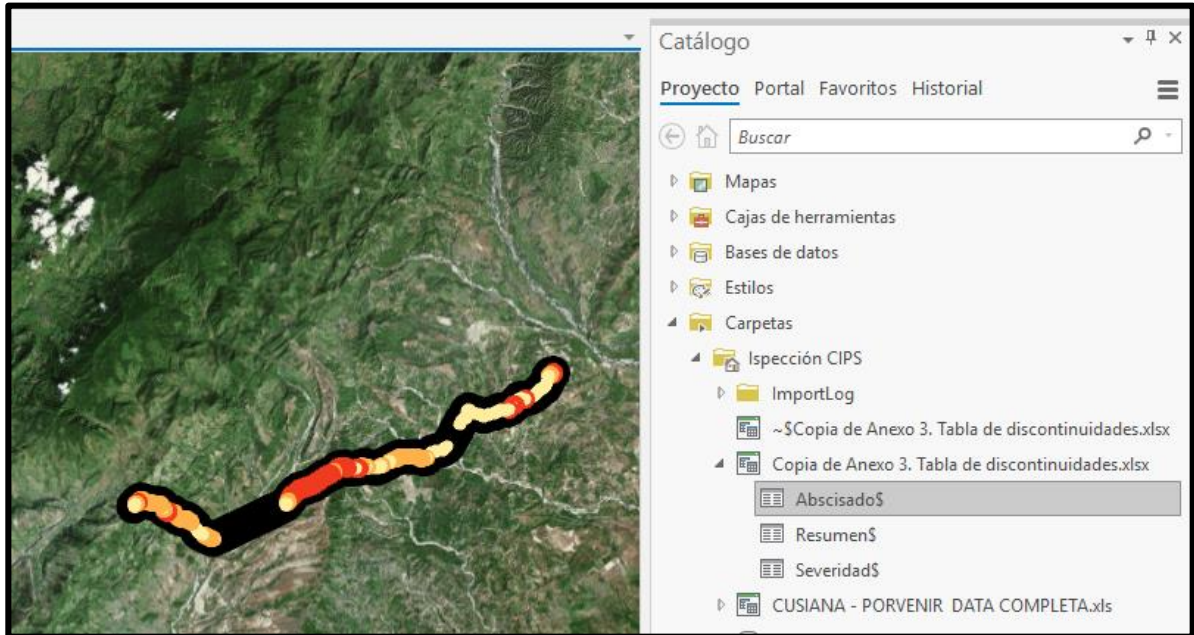 Catálogo
Proyecto Portal Favoritos Historial
Buscar
Mapas
Cajas de herramientas
Bases de datos
Estilos
Carpetas
Ispección CIPS
ImportLog
~$Copia de Anexo 3. Tabla de discontinuidades.xlsx
Copia de Anexo 3. Tabla de discontinuidades.xlsx
Abscisado$
Resumen$
Severidad$
CUSIANA - PORVENIR DATA COMPLETA.xls